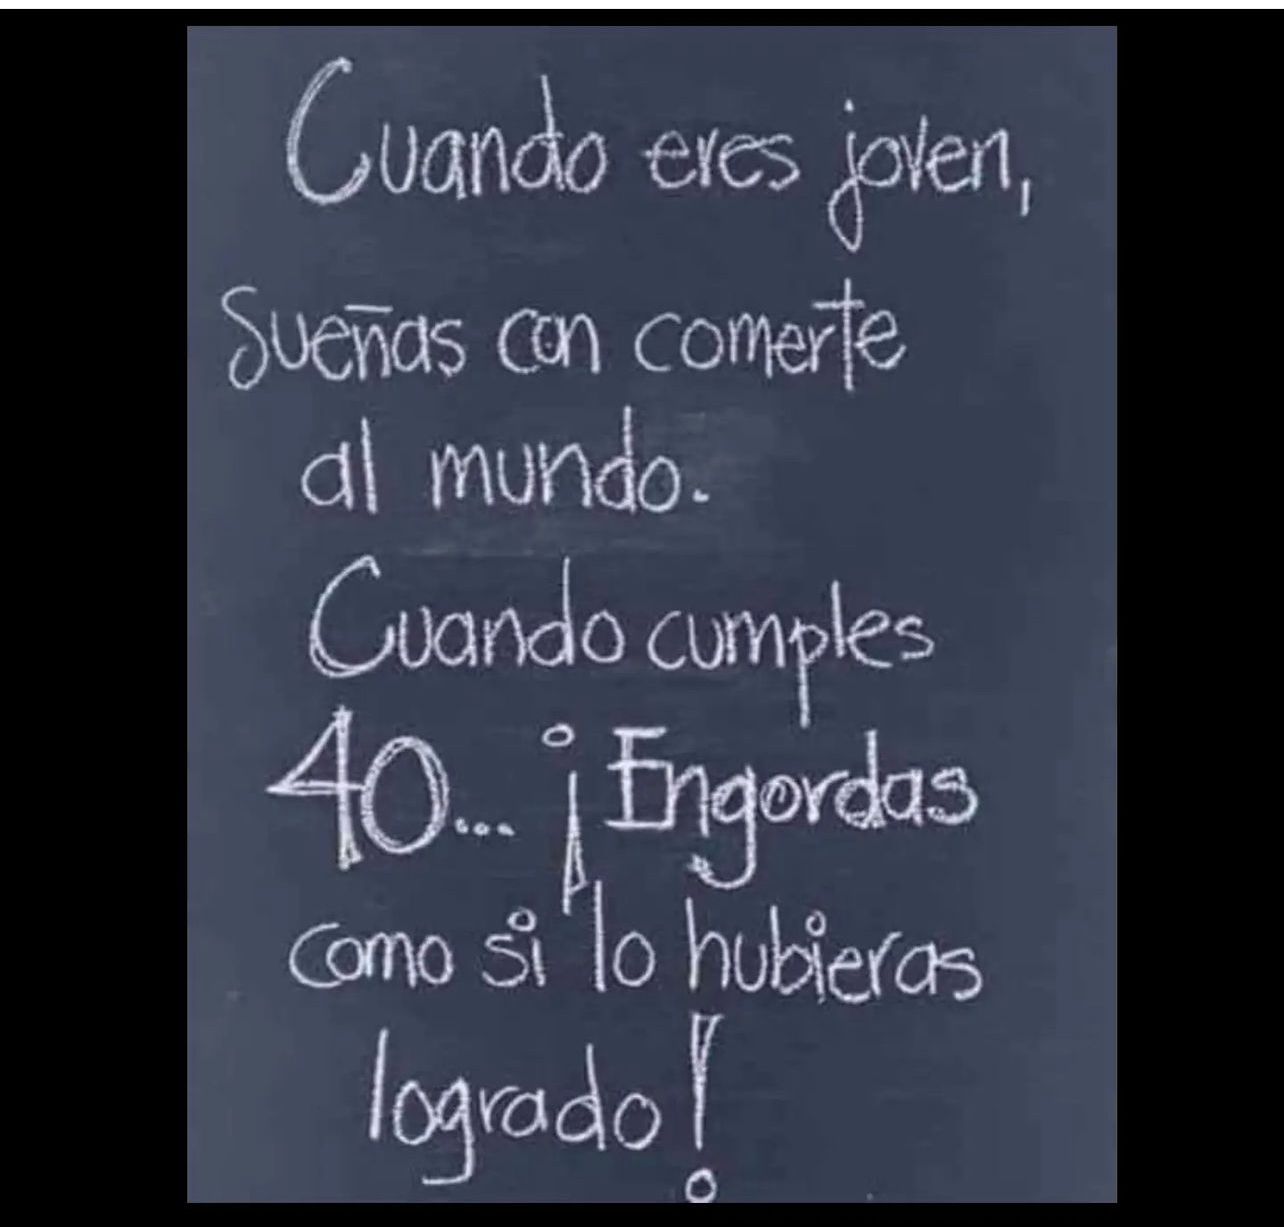 Cuando eres joven,
Sueñas con comerte
al mundo.
Cuando cumples
40... ¡Engordas
como si lo hubieras
logrado!